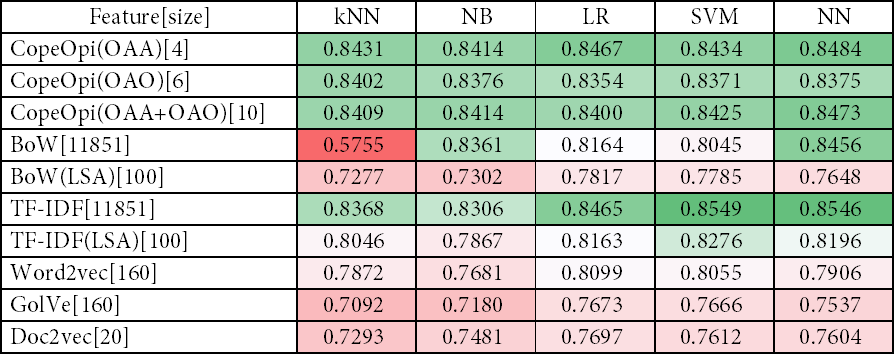 Feature[size] kNN NB LR SVM NN
CopeOpi(OAA)[4] 0.8431 0.8414 0.8467 0.8434 0.8484
CopeOpi(OAO)[6] 0.8402 0.8376 0.8354 0.8371 0.8375
CopeOpi(OAA+OAO)[10] 0.8409 0.8414 0.8400 0.8425 0.8473
BoW[11851] 0.5755 0.8361 0.8164 0.8045 0.8456
BoW(LSA)[100] 0.7277 0.7302 0.7817 0.7785 0.7648
TF-IDF[11851] 0.8368 0.8306 0.8465 0.8549 0.8546
TF-IDF(LSA)[100] 0.8046 0.7867 0.8163 0.8276 0.8196
Word2vec[160] 0.7872 0.7681 0.8099 0.8055 0.7906
GolVe[160] 0.7092 0.7180 0.7673 0.7666 0.7537
Doc2vec[20] 0.7293 0.7481 0.7697 0.7612 0.7604